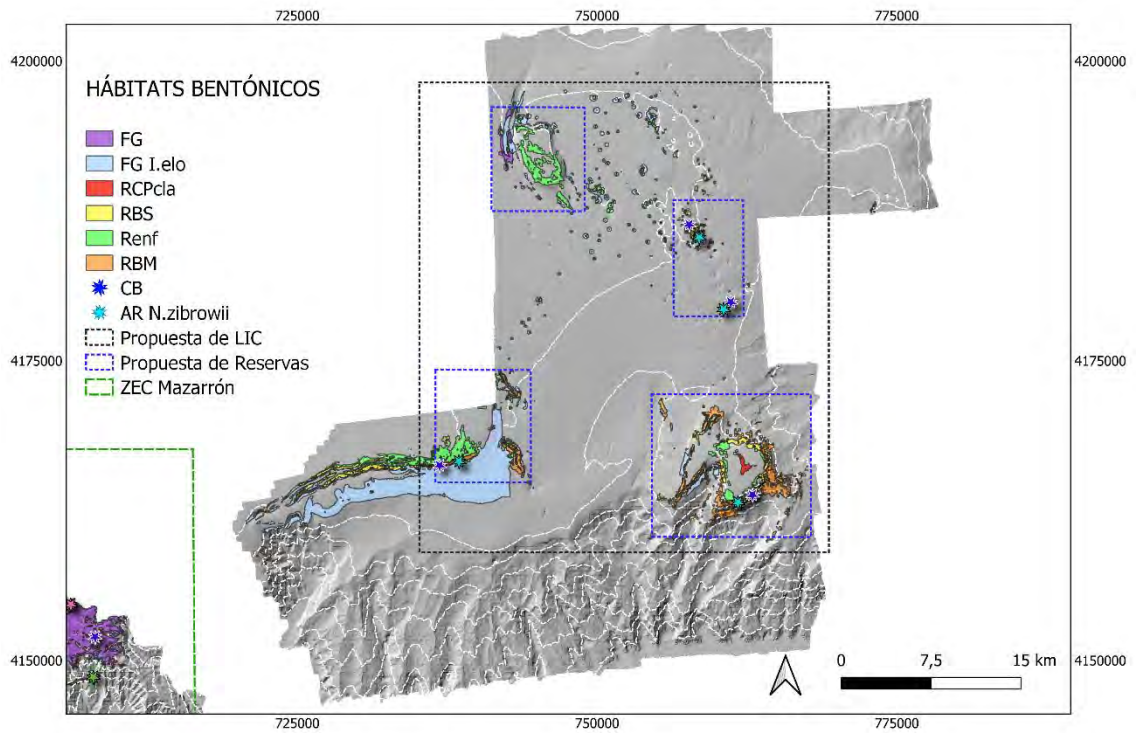 725000 750000 775000
4200000 4200000
HÁBITATS BENTÓNICOS
FG
FG I.elo
RCPcla
RBS
Renf
RBM
CB
AR N.zibrowii
Propuesta de LIC
Propuesta de Reservas
ZEC Mazarrón
4175000 4175000
4150000 4150000
0 7,5 15 km
725000 750000 775000